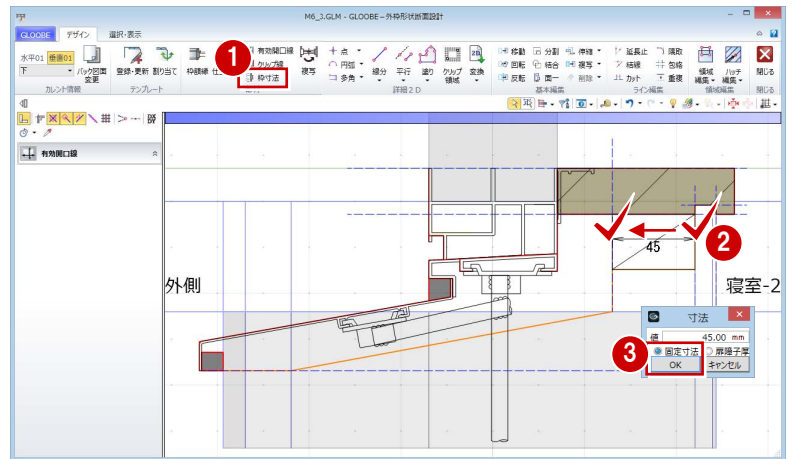 M6_3.GLM - GLOOBE－外枠形状断面設計
GLOOBE デザイン 選択・表示
水平01 垂直01
下
バック図面
変更
カレント情報
登録・更新 割り当て
テンプレート
枠額縁
有効開口線
クリップ線
枠寸法
複写
点
円弧
多角
線分 平行 塗り クリップ
領域
変換
詳細２Ｄ
移動 分割 伸縮
回転 結合 複写
反転 面一 削除
基本編集
延長止 隅取
結線 包絡
上カット 重複
ライン編集
領域
編集
ハッチ
編集
領域編集
閉じる
閉じる
有効開口線
1
2
3
45
外側
寝室-2
寸法
値 45.00 mm
固定寸法 扉障子厚
OK キャンセル